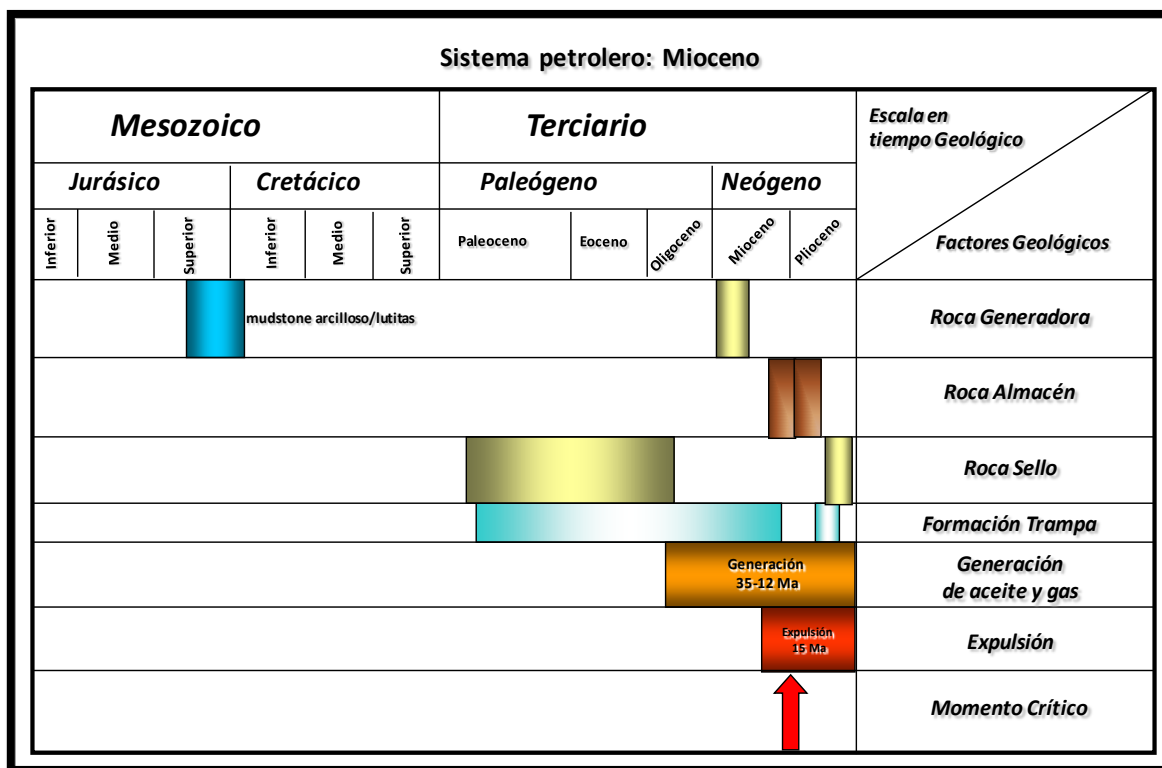 Sistema petrolero: Mioceno
Mesozoico
Terciario
Escala en
tiempo Geológico
Jurásico
Cretácico
Paleógeno
Neógeno
Inferior
Medio
Superior
Inferior
Medio
Superior
Paleoceno
Eoceno
Oligoceno
Mioceno
Plioceno
Factores Geológicos
mudstone arcilloso/lutitas
Roca Generadora
Roca Almacén
Roca Sello
Formación Trampa
Generación
35-12 Ma
Generación
de aceite y gas
Expulsión
15 Ma
Expulsión
Momento Crítico